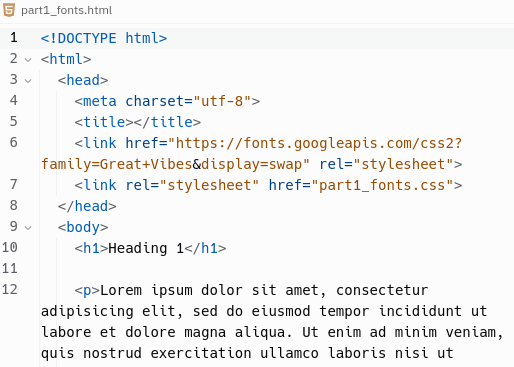 part1_fonts.html
1 <!DOCTYPE html>
2 <html>
3 <head>
4 <meta charset="utf-8">
5 <title></title>
6 <link href="https://fonts.googleapis.com/css2?
family=Great+Vibes&display=swap" rel="stylesheet">
7 <link rel="stylesheet" href="part1_fonts.css">
8 </head>
9 <body>
10 <h1>Heading 1</h1>
11
12 <p>Lorem ipsum dolor sit amet, consectetur
adipisicing elit, sed do eiusmod tempor incididunt ut
labore et dolore magna aliqua. Ut enim ad minim veniam,
quis nostrud exercitation ullamco laboris nisi ut